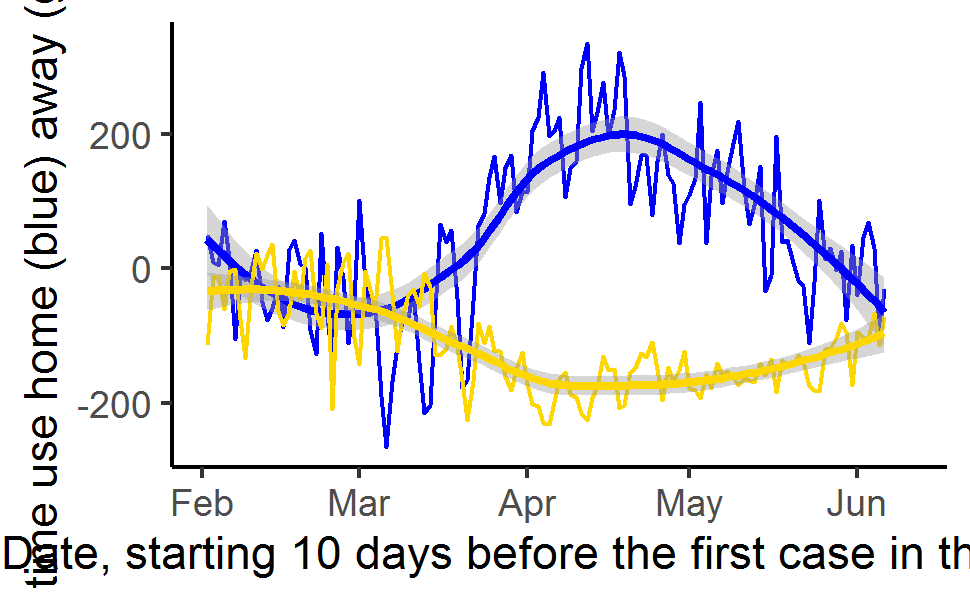 time use home (blue) away (
200
0
-200
Feb Mar Apr May Jun
Date, starting 10 days before the first case in th